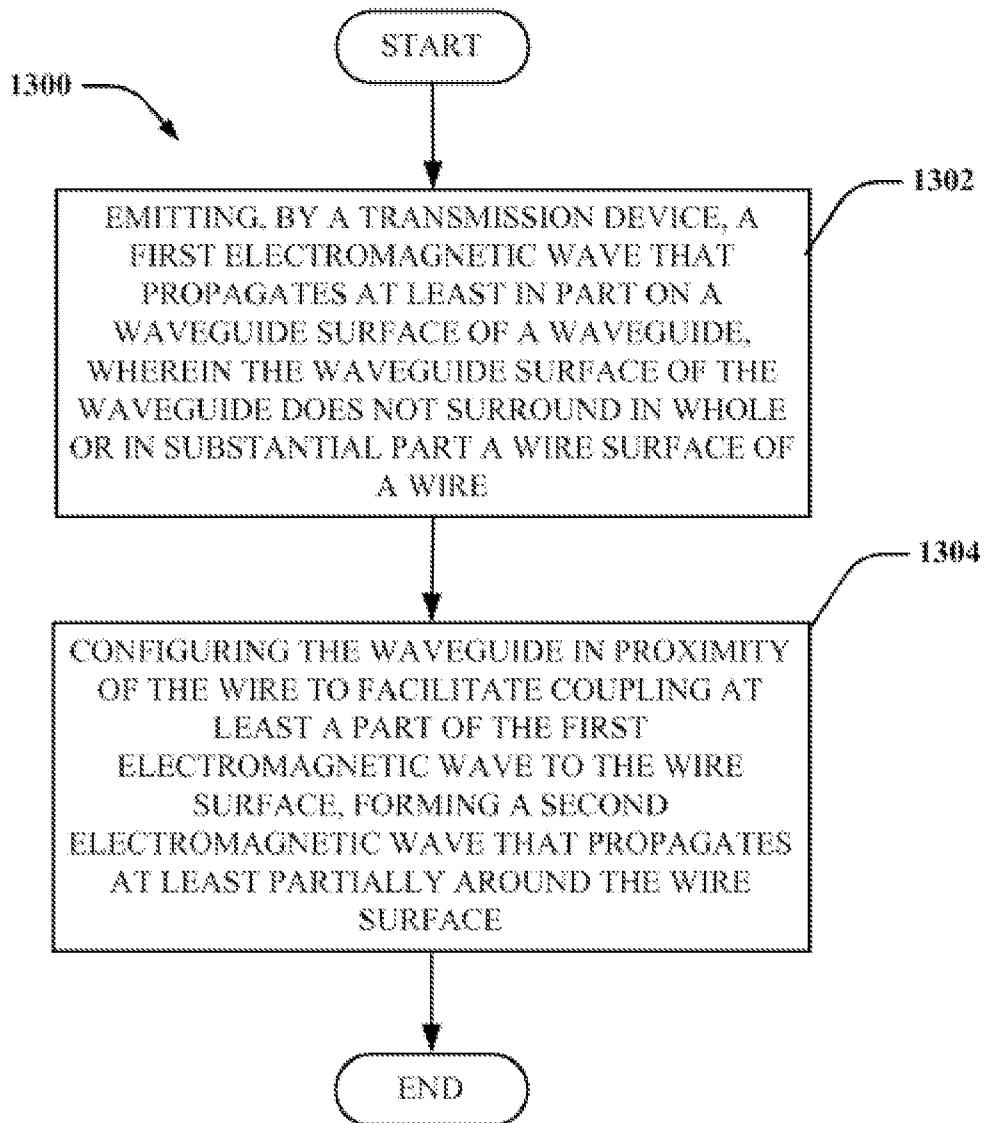 START
1300
1302
EMITTING, BY A TRANSMISSION DEVICE, A
FIRST ELECTROMAGNETIC WAVE THAT
PROPAGATES AT LEAST IN PART ON A
WAVEGUIDE SURFACE OF A WAVEGUIDE,
WHEREIN THE WAVEGUIDE SURFACE OF THE
WAVEGUIDE DOES NOT SURROUND IN WHOLE
OR IN SUBSTANTIAL PART A WIRE SURFACE OF
A WIRE
1304
CONFIGURING THE WAVEGUIDE IN PROXIMITY
OF THE WIRE TO FACILITATE COUPLING AT
LEAST A PART OF THE FIRST
ELECTROMAGNETIC WAVE TO THE WIRE
SURFACE, FORMING A SECOND
ELECTROMAGNETIC WAVE THAT PROPAGATES
AT LEAST PARTIALLY AROUND THE WIRE
SURFACE
END